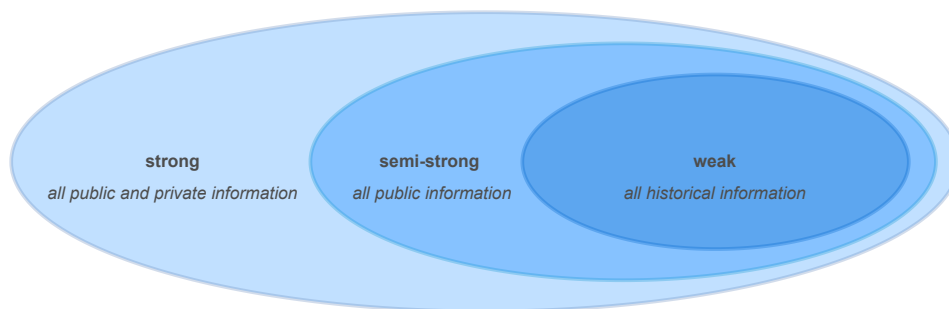 strong
all public and private information
semi-strong
all public information
weak
all historical information